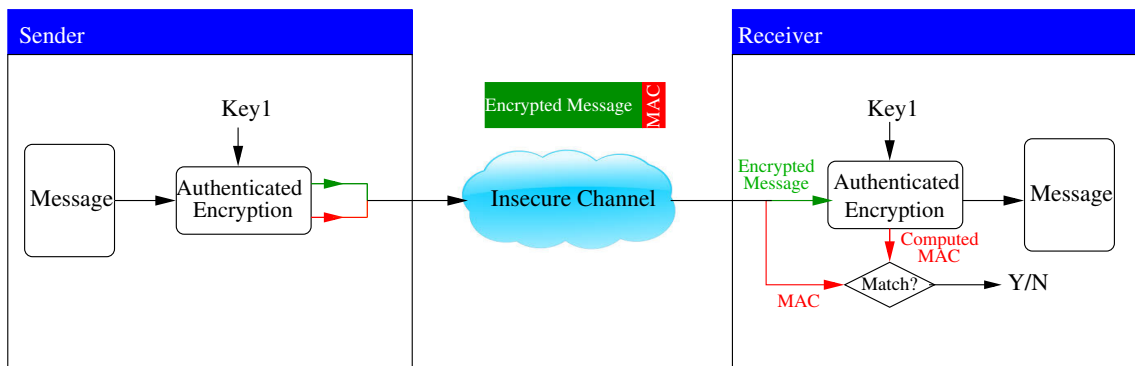 Sender
Key1
Message
Authenticated
Encryption
Encrypted Message
MAC
Insecure Channel
Receiver
Key1
Encrypted
Message
Authenticated
Encryption
Message
Computed
MAC
MAC
Match?
Y/N